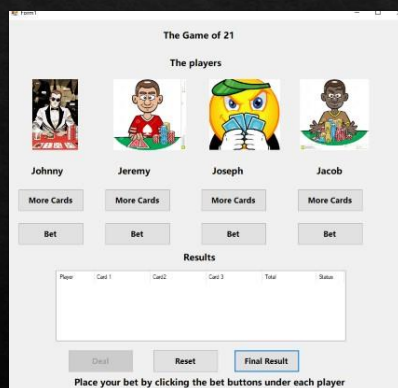 Form1
The Game of 21
The players
Johnny Jeremy Joseph Jacob
More Cards More Cards More Cards More Cards
Bet Bet Bet Bet
Results
Player Card 1 Card2 Card 3 Total Status
Deal Reset Final Result
Place your bet by clicking the bet buttons under each player